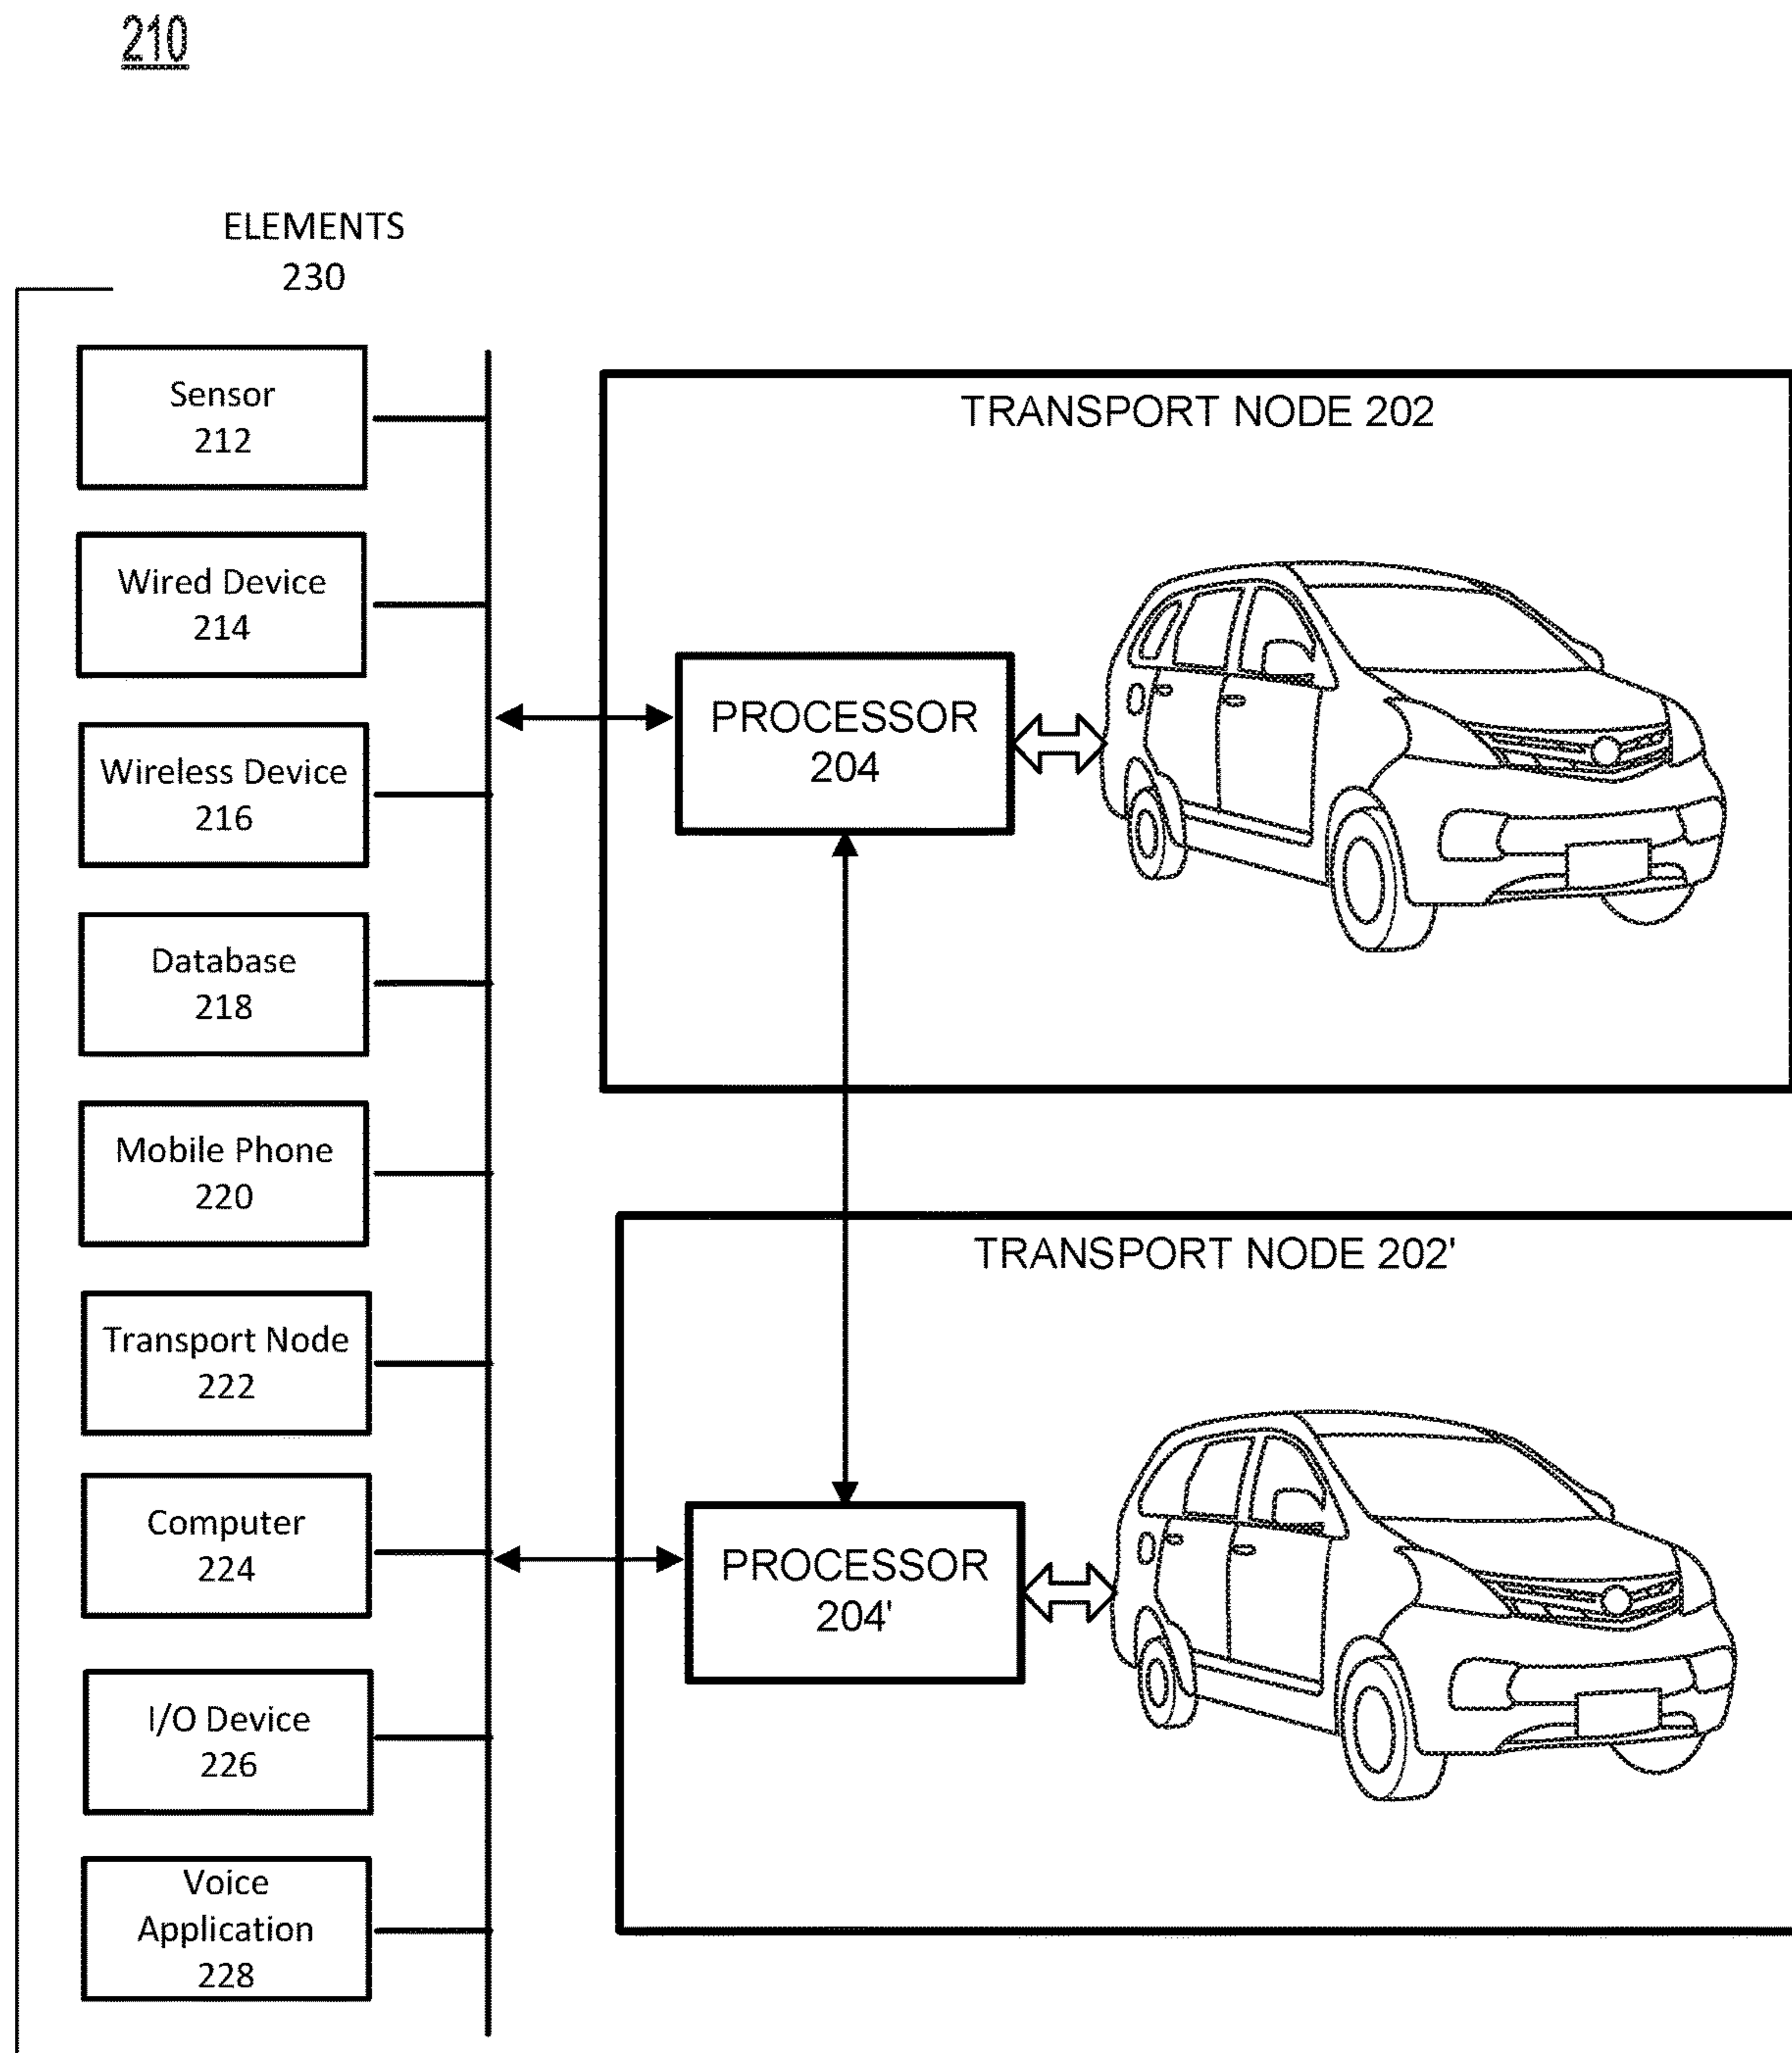 210
ELEMENTS
230
Sensor
212
Wired Device
214
Wireless Device
216
Database
218
Mobile Phone
220
Transport Node
222
Computer
224
I/O Device
226
Voice
Application
228
TRANSPORT NODE 202
PROCESSOR
204
TRANSPORT NODE 202'
PROCESSOR
204'